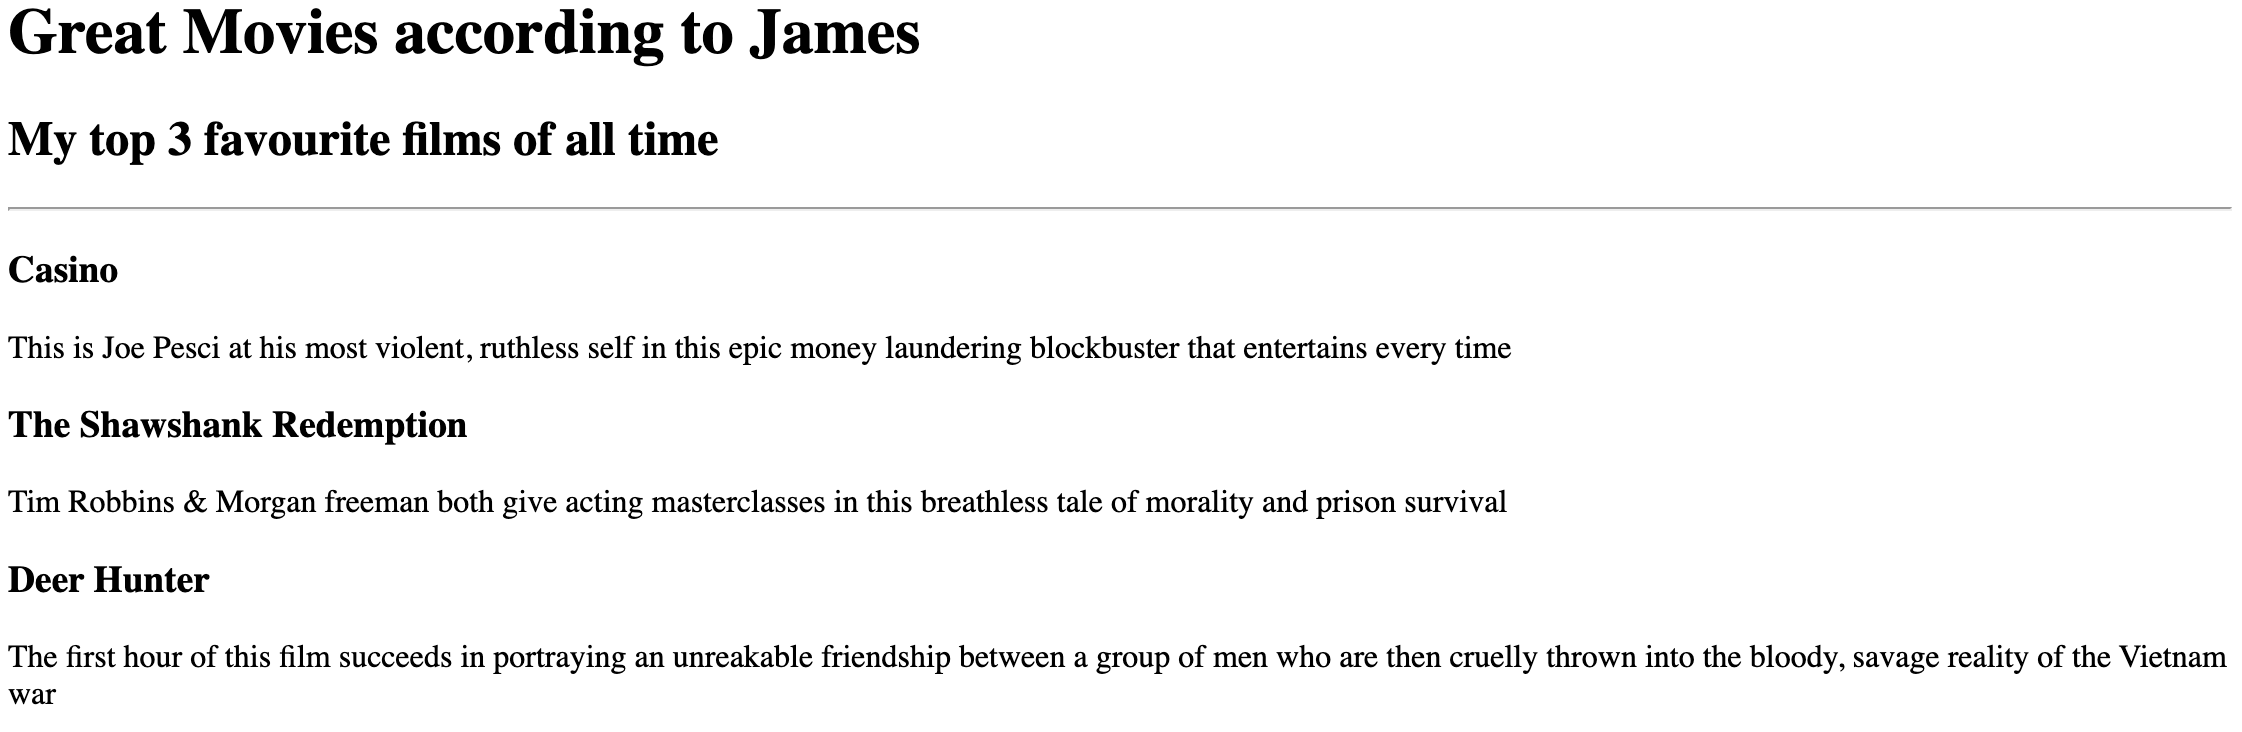 Great Movies according to James
My top 3 favourite films of all time
Casino
This is Joe Pesci at his most violent, ruthless self in this epic money laundering blockbuster that entertains every time
The Shawshank Redemption
Tim Robbins & Morgan freeman both give acting masterclasses in this breathless tale of morality and prison survival
Deer Hunter
The first hour of this film succeeds in portraying an unreakable friendship between a group of men who are then cruelly thrown into the bloody, savage reality of the Vietnam
war